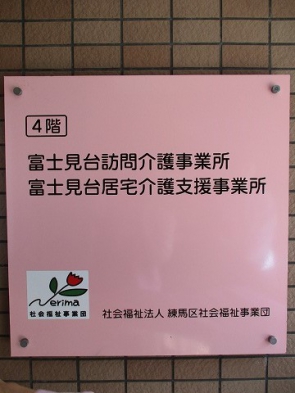 4階
富士見台訪問介護事業所
富士見台居宅介護支援事業所
Nerima
社会福祉事業団
社会福祉法人 練馬区社会福祉事業団